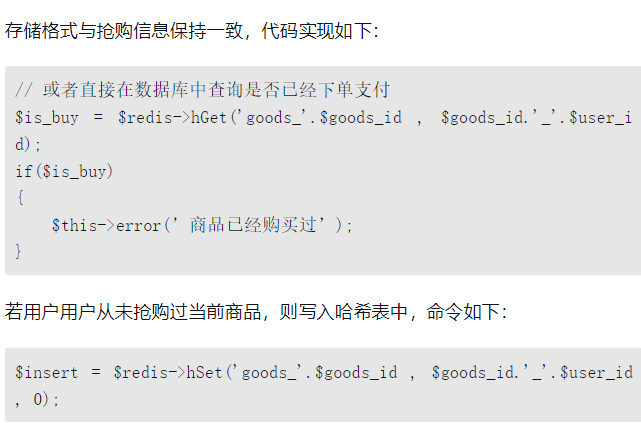 存储格式与抢购信息保持一致，代码实现如下：
// 或者直接在数据库中查询是否已经下单支付
$is_buy = $redis->hGet('goods_'.$goods_id , $goods_id.'_'.$user_i
d);
if($is_buy)
{
    $this->error(’商品已经购买过’);
}
若用户用户从未抢购过当前商品，则写入哈希表中，命令如下：
$insert = $redis->hSet('goods_'.$goods_id , $goods_id.'_'.$user_id
, 0);